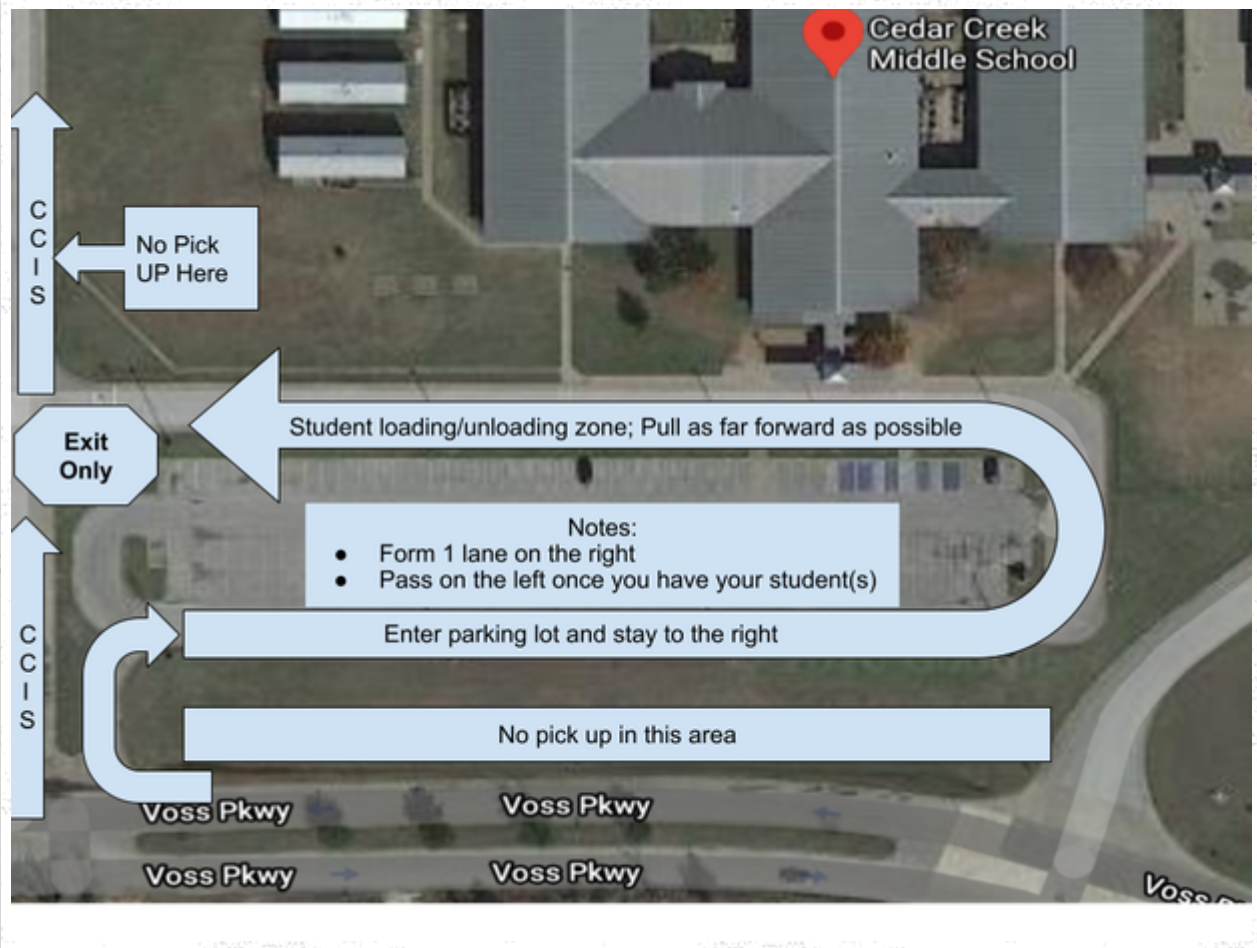 Cedar Creek
Middle School
C
C
I
S
No Pick
UP Here
Student loading/unloading zone; Pull as far forward as possible
Exit
Only
Notes:
● Form 1 lane on the right
● Pass on the left once you have your student(s)
Enter parking lot and stay to the right
C
C
I
S
No pick up in this area
Voss Pkwy
Voss Pkwy
Voss Pkwy
Voss Pkwy
Voss